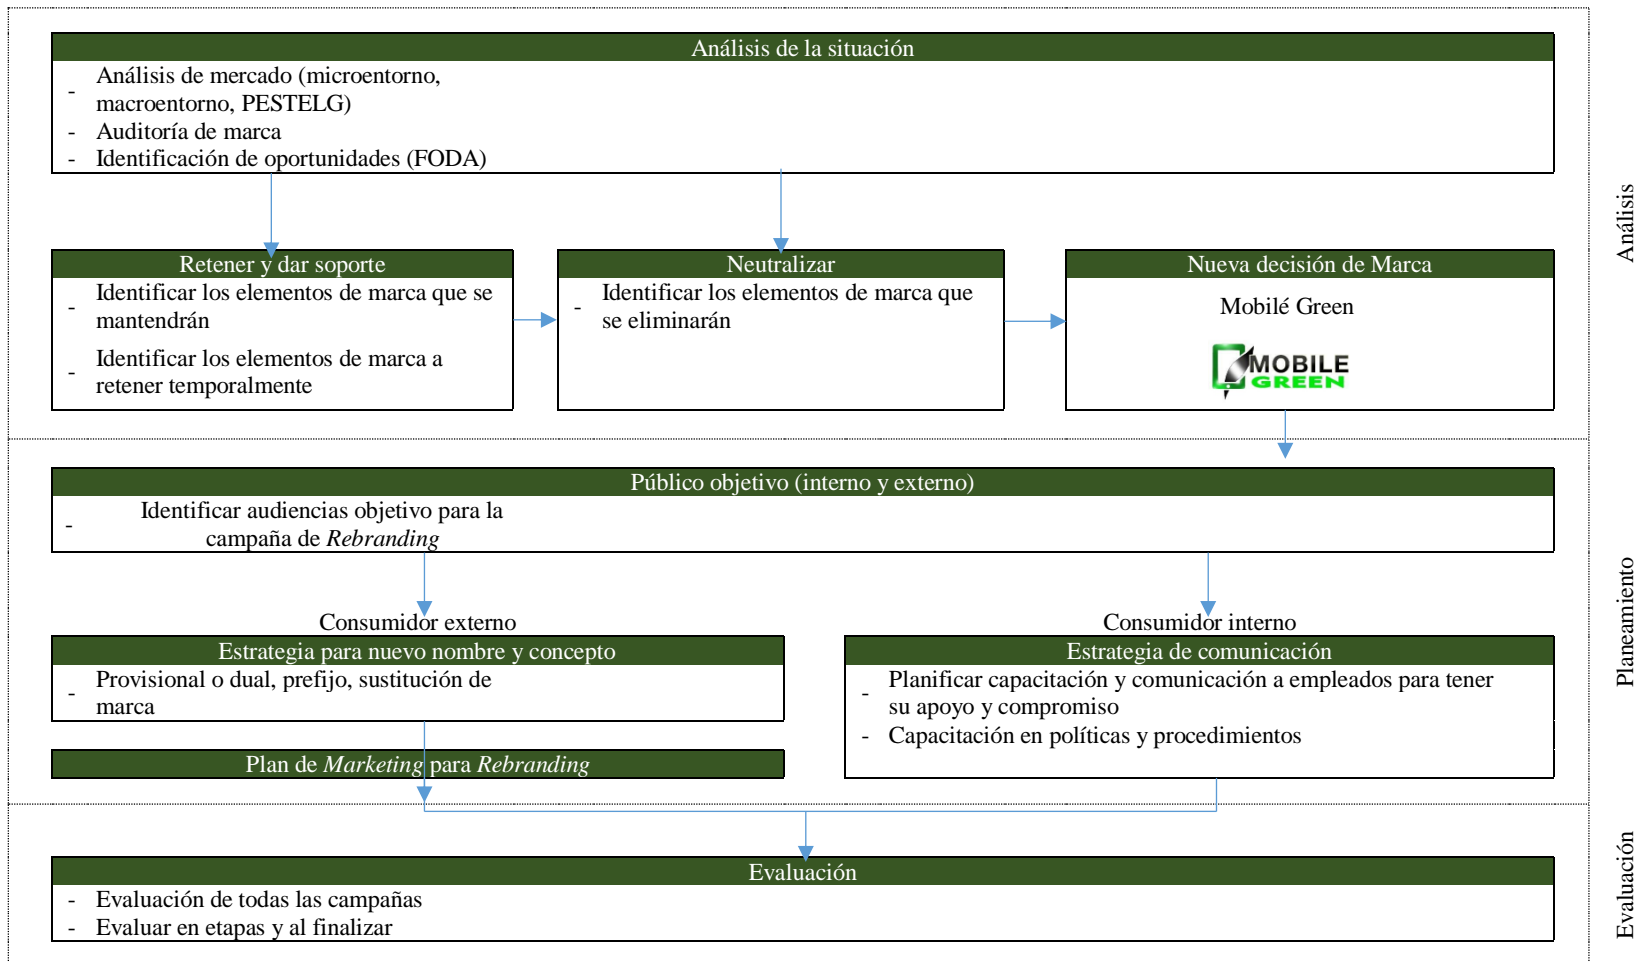 Análisis de la situación
- Análisis de mercado (microentorno,
macroentorno, PESTELG)
- Auditoría de marca
- Identificación de oportunidades (FODA)
Análisis
Retener y dar soporte
- Identificar los elementos de marca que se
mantendrán
- Identificar los elementos de marca a
retener temporalmente
Neutralizar
- Identificar los elementos de marca que
se eliminarán
Nueva decisión de Marca
Mobilé Green
MOBILE
GREEN
Público objetivo (interno y externo)
- Identificar audiencias objetivo para la
campaña de Rebranding
Planeamiento
Consumidor externo
Estrategia para nuevo nombre y concepto
- Provisional o dual, prefijo, sustitución de
marca
Plan de Marketing para Rebranding
Consumidor interno
Estrategia de comunicación
- Planificar capacitación y comunicación a empleados para tener
su apoyo y compromiso
- Capacitación en políticas y procedimientos
Evaluación
- Evaluación de todas las campañas
- Evaluar en etapas y al finalizar
Evaluación